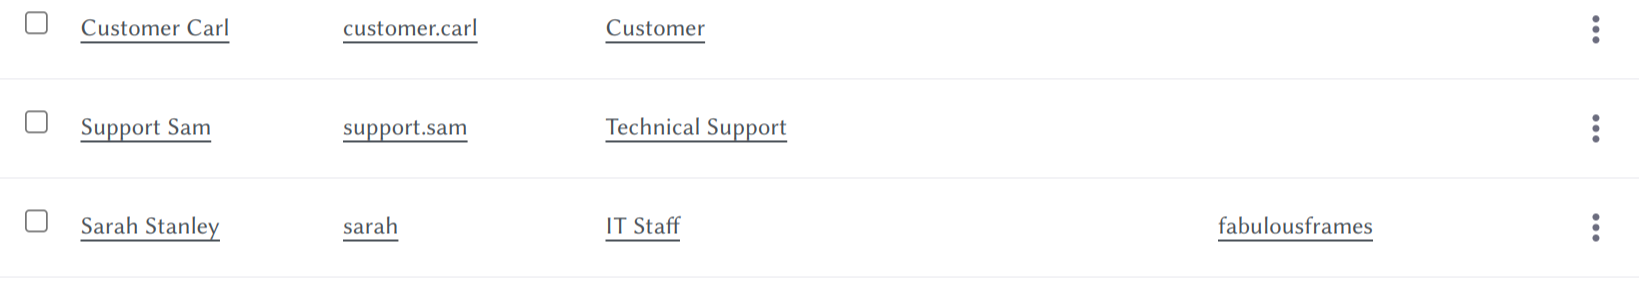 Customer Carl customer.carl Customer
Support Sam support.sam Technical Support
Sarah Stanley sarah IT Staff fabulousframes